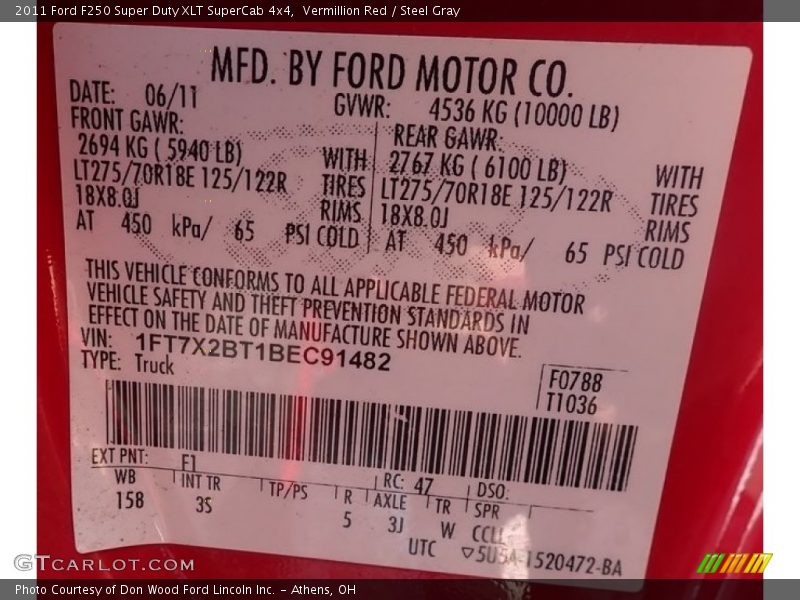 2011 Ford F250 Super Duty XLT SuperCab 4x4, Vermillion Red / Steel Gray
MFD. BY FORD MOTOR CO.
DATE: 06/11 GVWR: 4536 KG (10000 LB)
FRONT GAWR: REAR GAWR:
2694 KG ( 5940 LB) WITH 2767 KG ( 6100 LB) WITH
LT275/70R18E 125/122R TIRES LT275/70R18E 125/122R TIRES
18X8.0J RIMS 18X8.0J RIMS
AT 450 kPa/ 65 PSI COLD AT 450 kPa/ 65 PSI COLD
THIS VEHICLE CONFORMS TO ALL APPLICABLE FEDERAL MOTOR
VEHICLE SAFETY AND THEFT PREVENTION STANDARDS IN
EFFECT ON THE DATE OF MANUFACTURE SHOWN ABOVE.
VIN: 1FT7X2BT1BEC91482
TYPE: Truck
F0788
T1036
EXT PNT: F1 RC: 47 DSO:
WB INT TR TP/PS R AXLE TR SPR
158 3S 5 3J W CCLL
UTC ▽5U5A-1520472-BA
GTCARLOT.COM
Photo Courtesy of Don Wood Ford Lincoln Inc. – Athens, OH